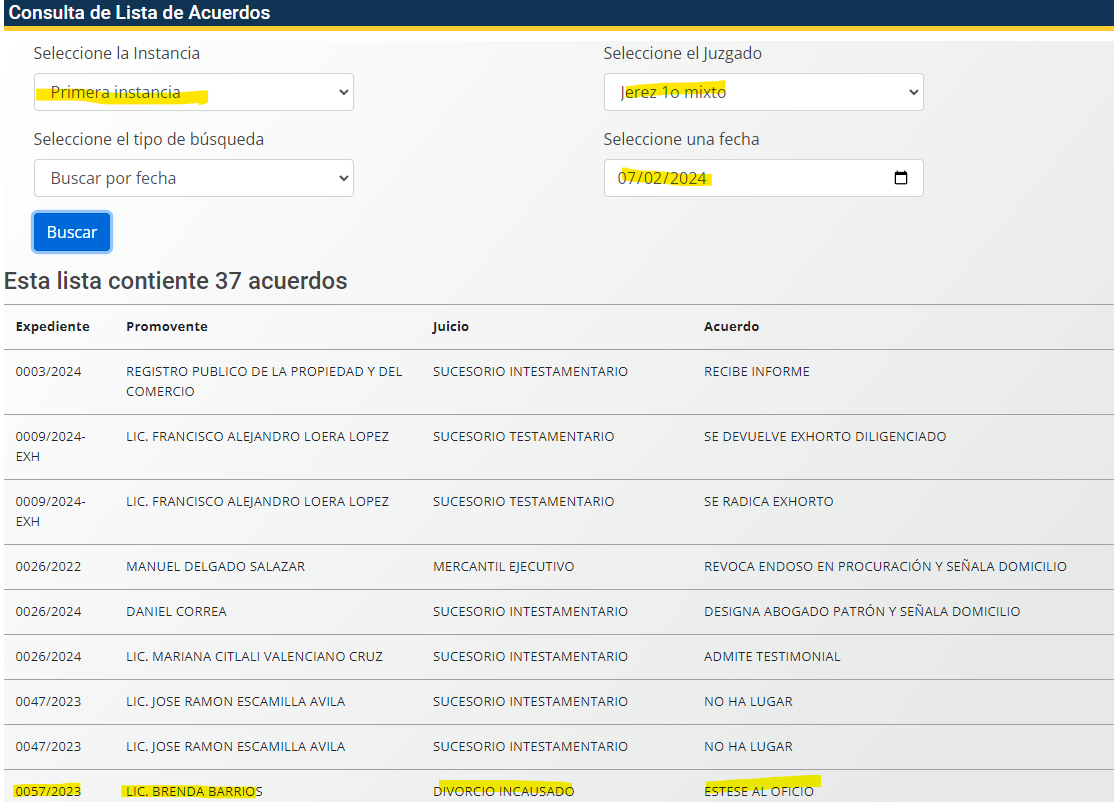 Consulta de Lista de Acuerdos
Seleccione la Instancia
Seleccione el Juzgado
Primera instancia
Jerez 1o mixto
Seleccione el tipo de búsqueda
Seleccione una fecha
Buscar por fecha
07/02/2024
Buscar
Esta lista contiente 37 acuerdos
Expediente Promovente Juicio Acuerdo
0003/2024 REGISTRO PUBLICO DE LA PROPIEDAD Y DEL SUCESORIO INTESTAMENTARIO RECIBE INFORME
COMERCIO
0009/2024- LIC. FRANCISCO ALEJANDRO LOERA LOPEZ SUCESORIO TESTAMENTARIO SE DEVUELVE EXHORTO DILIGENCIADO
EXH
0009/2024- LIC. FRANCISCO ALEJANDRO LOERA LOPEZ SUCESORIO TESTAMENTARIO SE RADICA EXHORTO
EXH
0026/2022 MANUEL DELGADO SALAZAR MERCANTIL EJECUTIVO REVOCA ENDOSO EN PROCURACIÓN Y SEÑALA DOMICILIO
0026/2024 DANIEL CORREA SUCESORIO INTESTAMENTARIO DESIGNA ABOGADO PATRÓN Y SEÑALA DOMICILIO
0026/2024 LIC. MARIANA CITLALI VALENCIANO CRUZ SUCESORIO INTESTAMENTARIO ADMITE TESTIMONIAL
0047/2023 LIC. JOSE RAMON ESCAMILLA AVILA SUCESORIO INTESTAMENTARIO NO HA LUGAR
0047/2023 LIC. JOSE RAMON ESCAMILLA AVILA SUCESORIO INTESTAMENTARIO NO HA LUGAR
0057/2023 LIC. BRENDA BARRIOS DIVORCIO INCAUSADO ESTESE AL OFICIO